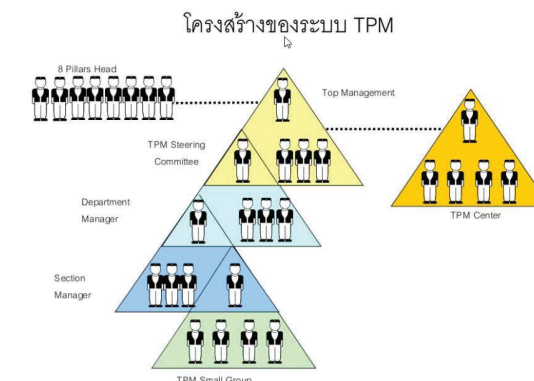 โครงสร้างของระบบ TPM
8 Pillars Head
Top Management
TPM Steering
Committee
Department
Manager
TPM Center
Section
Manager
TPM Small Group